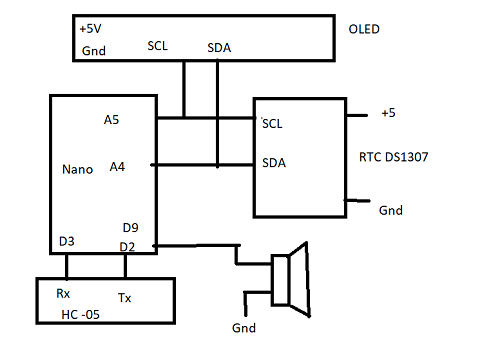 +5V
OLED
Gnd
SCL
SDA
A5
+5
SCL
RTC DS1307
Nano
A4
SDA
Gnd
D9
D3
D2
Rx
Tx
HC -05
Gnd